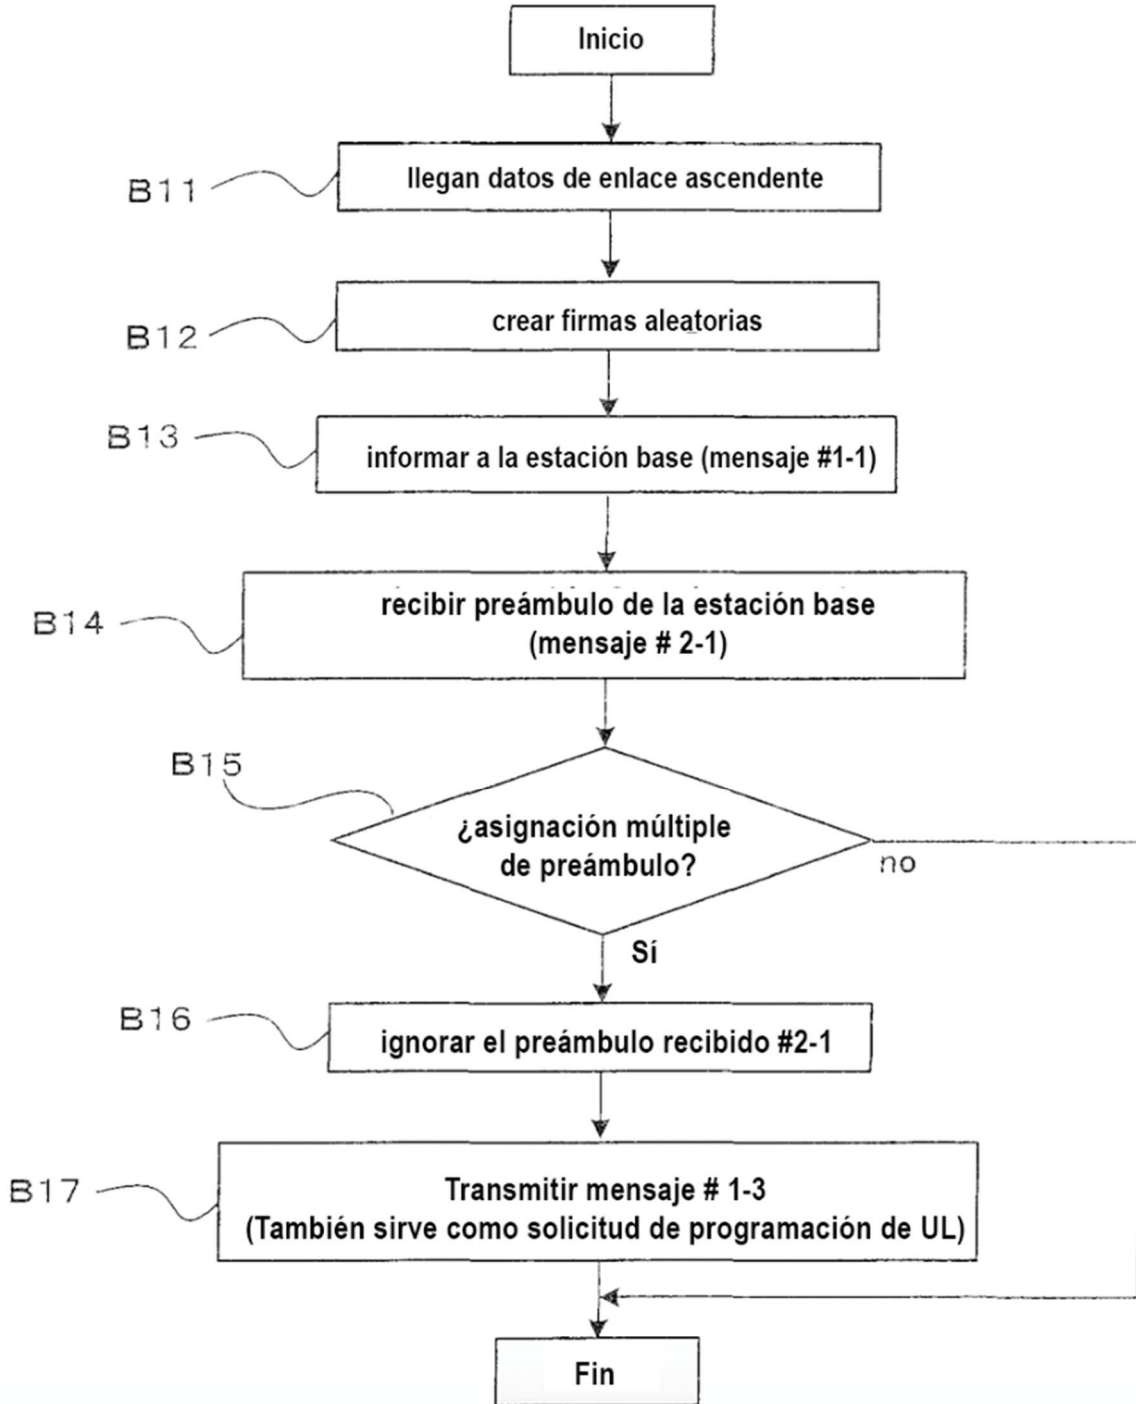 Inicio
B11
llegan datos de enlace ascendente
B12
crear firmas aleatorias
B13
informar a la estación base (mensaje #1-1)
B14
recibir preámbulo de la estación base
(mensaje # 2-1)
B15
¿asignación múltiple
de preámbulo?
no
Sí
B16
ignorar el preámbulo recibido #2-1
B17
Transmitir mensaje # 1-3
(También sirve como solicitud de programación de UL)
Fin